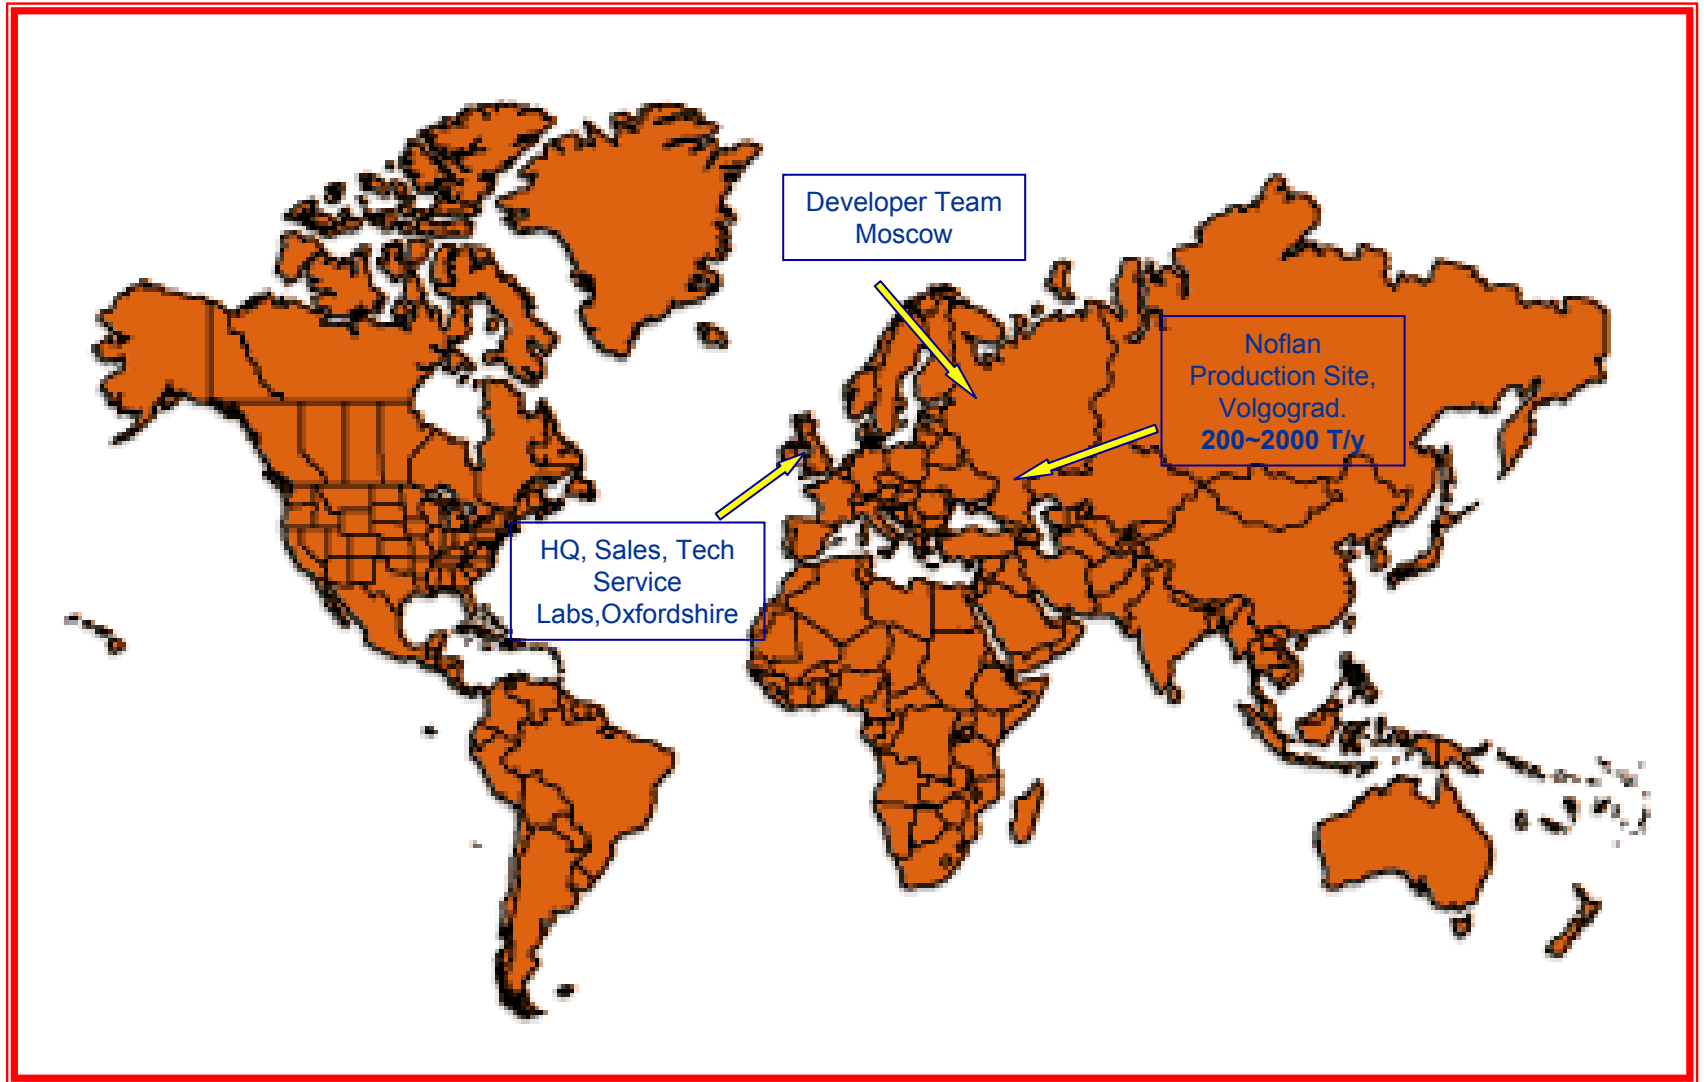 Developer Team
Moscow
Noflan
Production Site,
Volgograd.
200~2000 T/y
HQ, Sales, Tech
Service
Labs,Oxfordshire